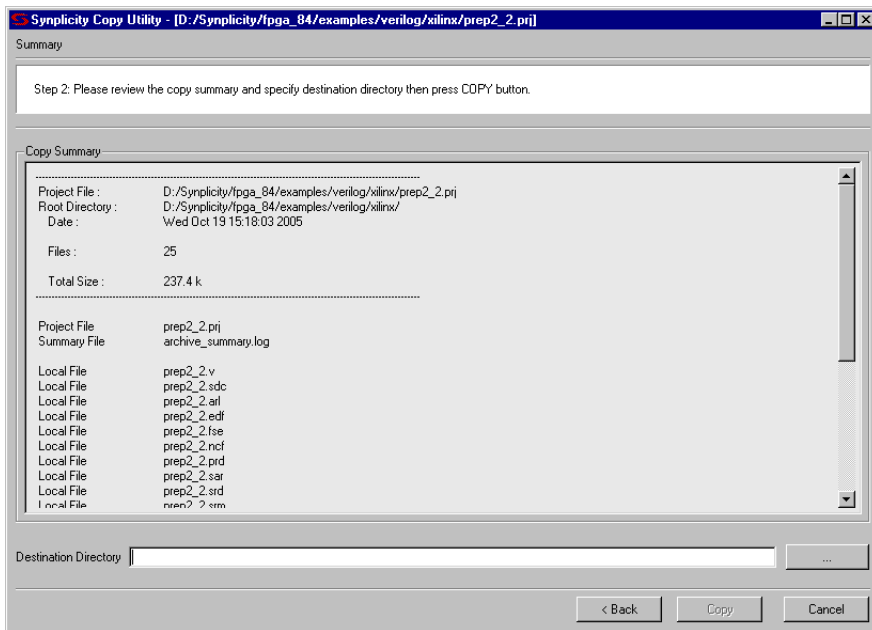 Synplicity Copy Utility - [D:/Synplicity/fpga_84/examples/verilog/xilinx/prep2_2.prj]
Summary
Step 2: Please review the copy summary and specify destination directory then press COPY button.
Copy Summary
Project File : D:/Synplicity/fpga_84/examples/verilog/xilinx/prep2_2.prj
Root Directory : D:/Synplicity/fpga_84/examples/verilog/xilinx/
Date : Wed Oct 19 15:18:03 2005
Files : 25
Total Size : 237.4 k
Project File prep2_2.prj
Summary File archive_summary.log
Local File prep2_2.v
Local File prep2_2.sdc
Local File prep2_2.arl
Local File prep2_2.edf
Local File prep2_2.fse
Local File prep2_2.ncf
Local File prep2_2.prd
Local File prep2_2.sar
Local File prep2_2.srd
Local File prep2_2.srm
Destination Directory ...
< Back Copy Cancel